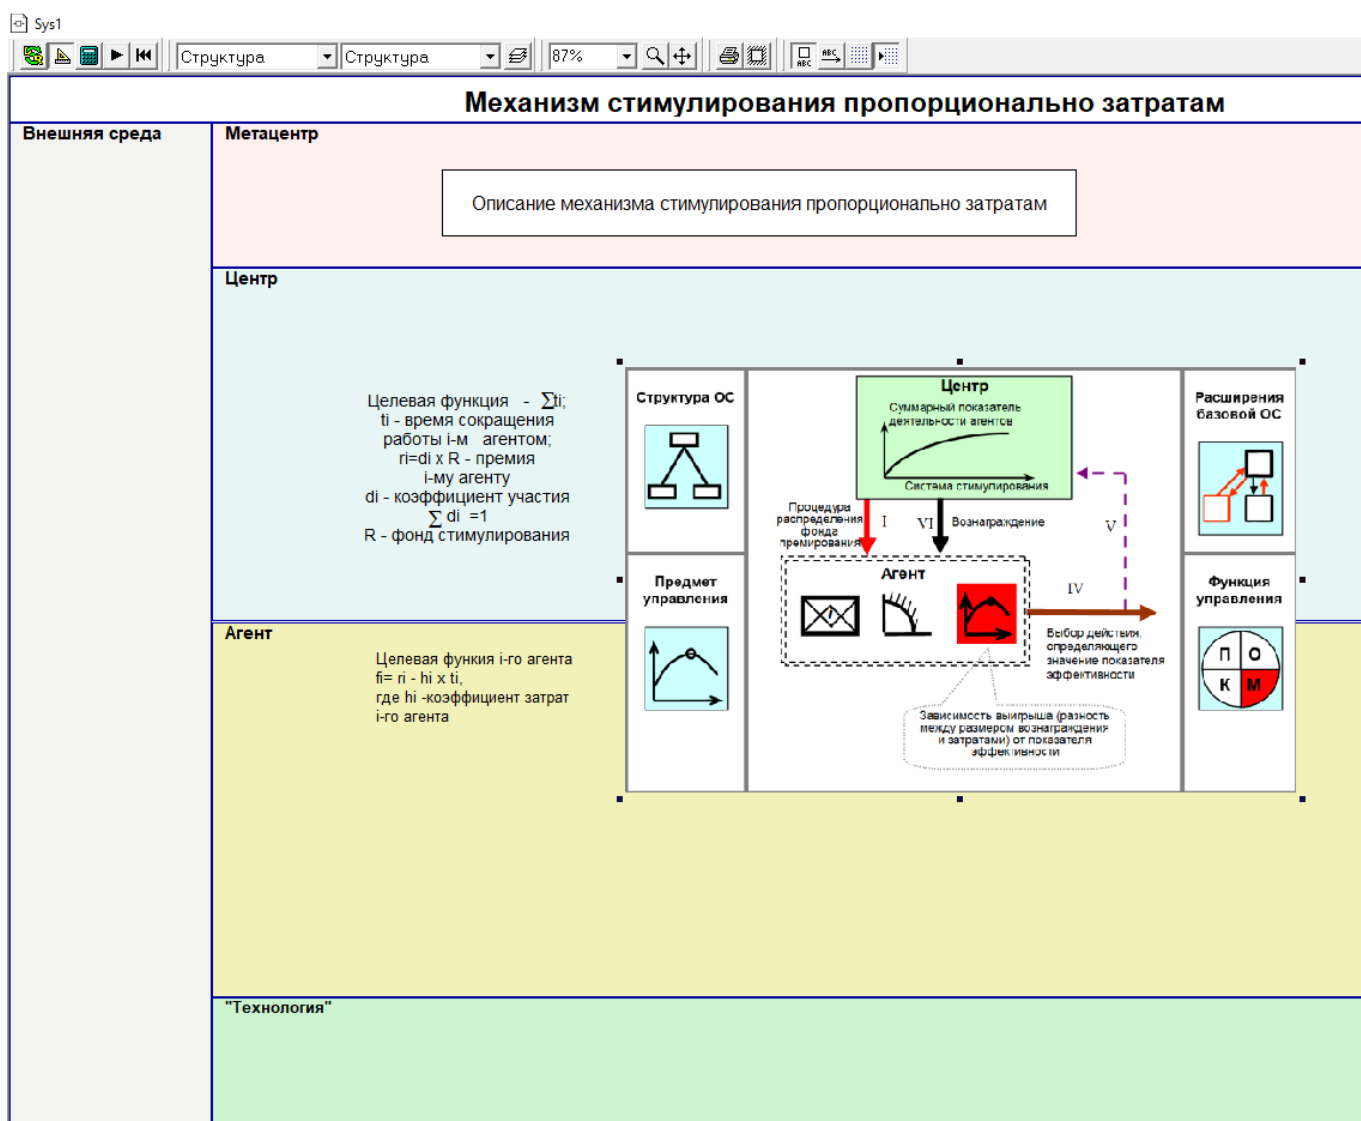 Sys1
Структура
Структура
87%
ABC
ABC
Механизм стимулирования пропорционально затратам
Внешняя среда
Метацентр
Описание механизма стимулирования пропорционально затратам
Центр
Целевая функция - ∑ti;
ti - время сокращения
работы i-м агентом;
ri=di x R - премия
i-му агенту
di - коэффициент участия
∑ di =1
R - фонд стимулирования
Структура ОС
Предмет
управления
Центр
Суммарный показатель
деятельности агентов
Система стимулирования
Процедура
распределения
фонда
премирования
I
VI
Вознаграждение
V
Агент
IV
Выбор действия,
определяющего
значение показателя
эффективности
Зависимость выигрыша (разность
между размером вознаграждения
и затратами) от показателя
эффективности
Расширения
базовой ОС
Функция
управления
П О
К М
Агент
Целевая функия i-го агента
fi= ri - hi x ti,
где hi -коэффициент затрат
i-го агента
"Технология"